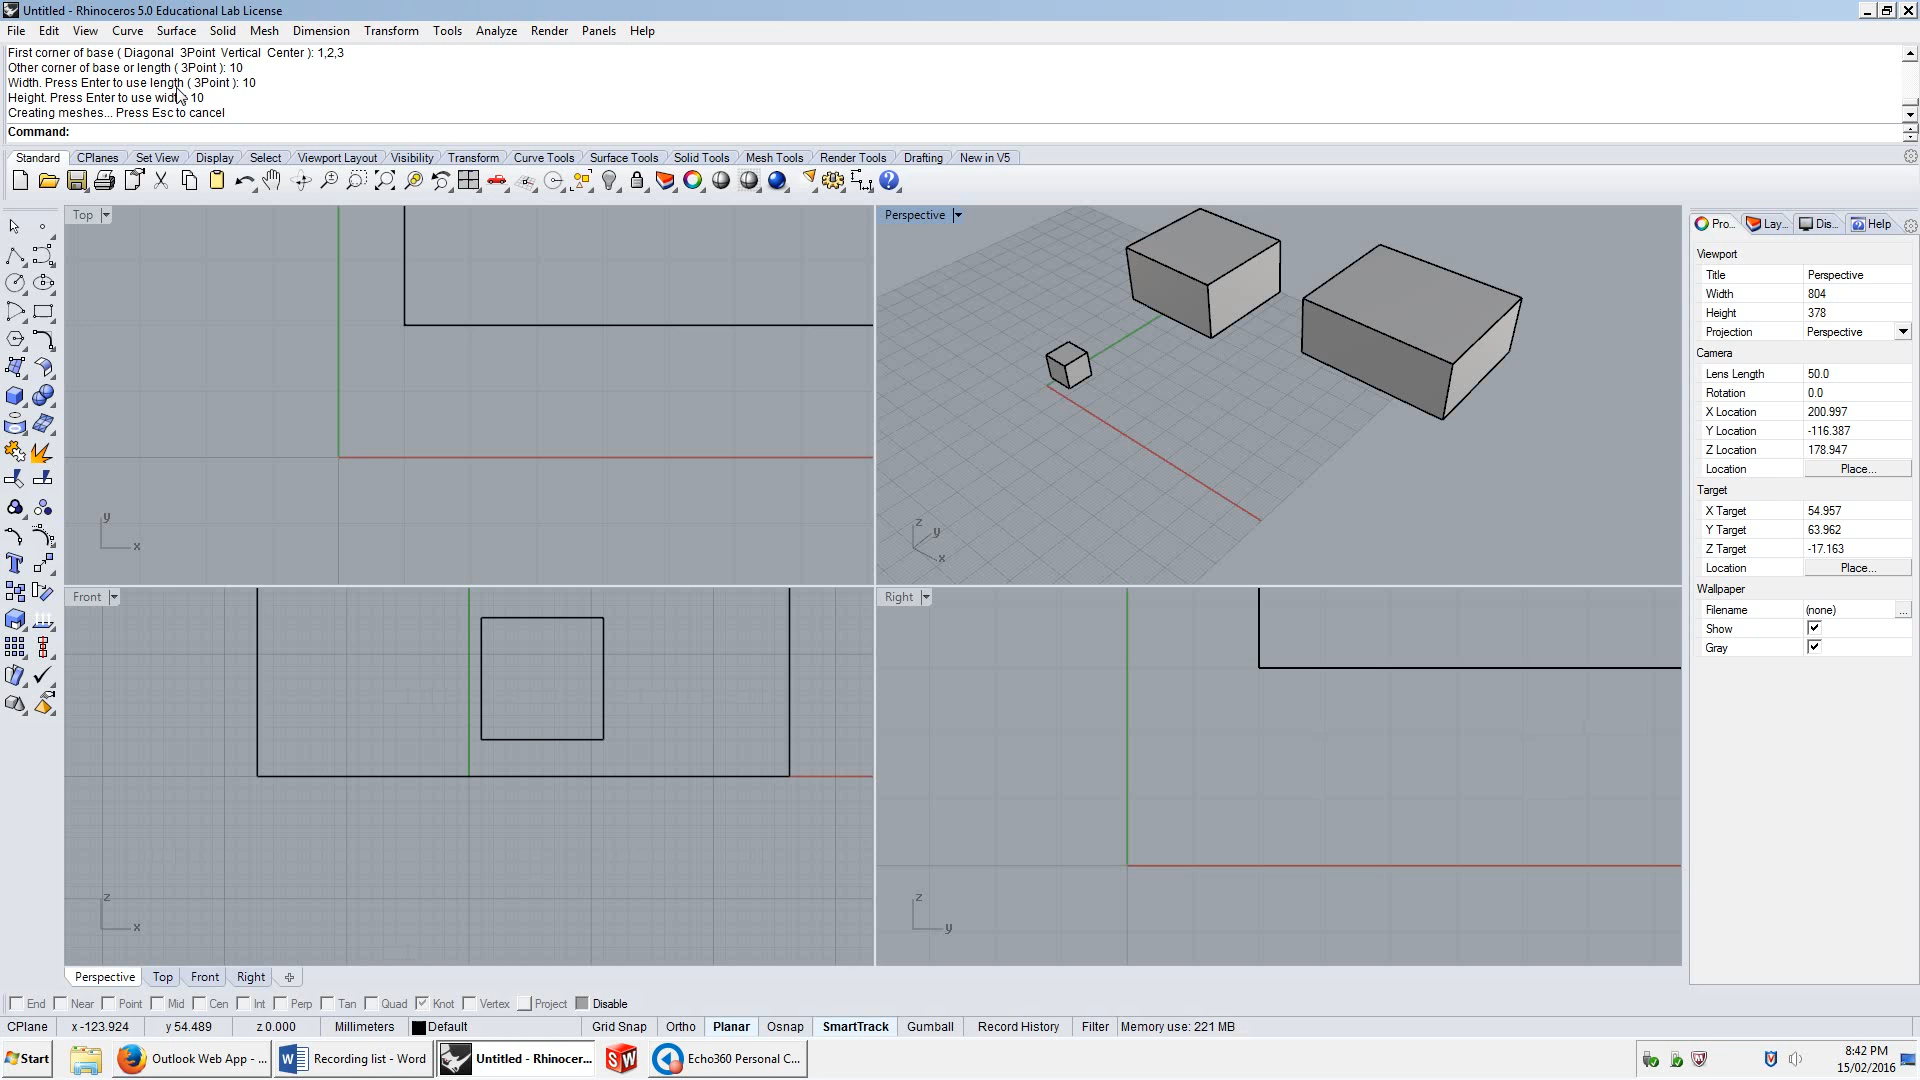 Untitled - Rhinoceros 5.0 Educational Lab License
File Edit View Curve Surface Solid Mesh Dimension Transform Tools Analyze Render Panels Help
First corner of base ( Diagonal 3Point Vertical Center ): 1,2,3
Other corner of base or length ( 3Point ): 10
Width. Press Enter to use length ( 3Point ): 10
Height. Press Enter to use 10
Creating meshes... Press Esc to cancel
Command:
Standard CPlanes Set View Display Select Viewport Layout Visibility Transform Curve Tools Surface Tools Solid Tools Mesh Tools Render Tools Drafting New in V5
Top
Perspective
Pro... Lay... Dis... Help
Viewport
Title Perspective
Width 804
Height 378
Projection Perspective
Camera
Lens Length 50.0
Rotation 0.0
X Location 200.997
Y Location -116.387
Z Location 178.947
Location Place...
Target
X Target 54.957
Y Target 63.962
Z Target -17.163
Location Place...
Wallpaper
Filename (none) ...
Show
Gray
y
x
z
y
x
Front
Right
z
x
z
y
Perspective Top Front Right
End Near Point Mid Cen Int Perp Tan Quad Knot Vertex Project Disable
CPlane x -123.924 y 54.489 z 0.000 Millimeters Default Grid Snap Ortho Planar Osnap SmartTrack Gumball Record History Filter Memory use: 221 MB
Start Outlook Web App - ... Recording list - Word Untitled - Rhinocer... SW Echo360 Personal C...
8:42 PM
15/02/2016